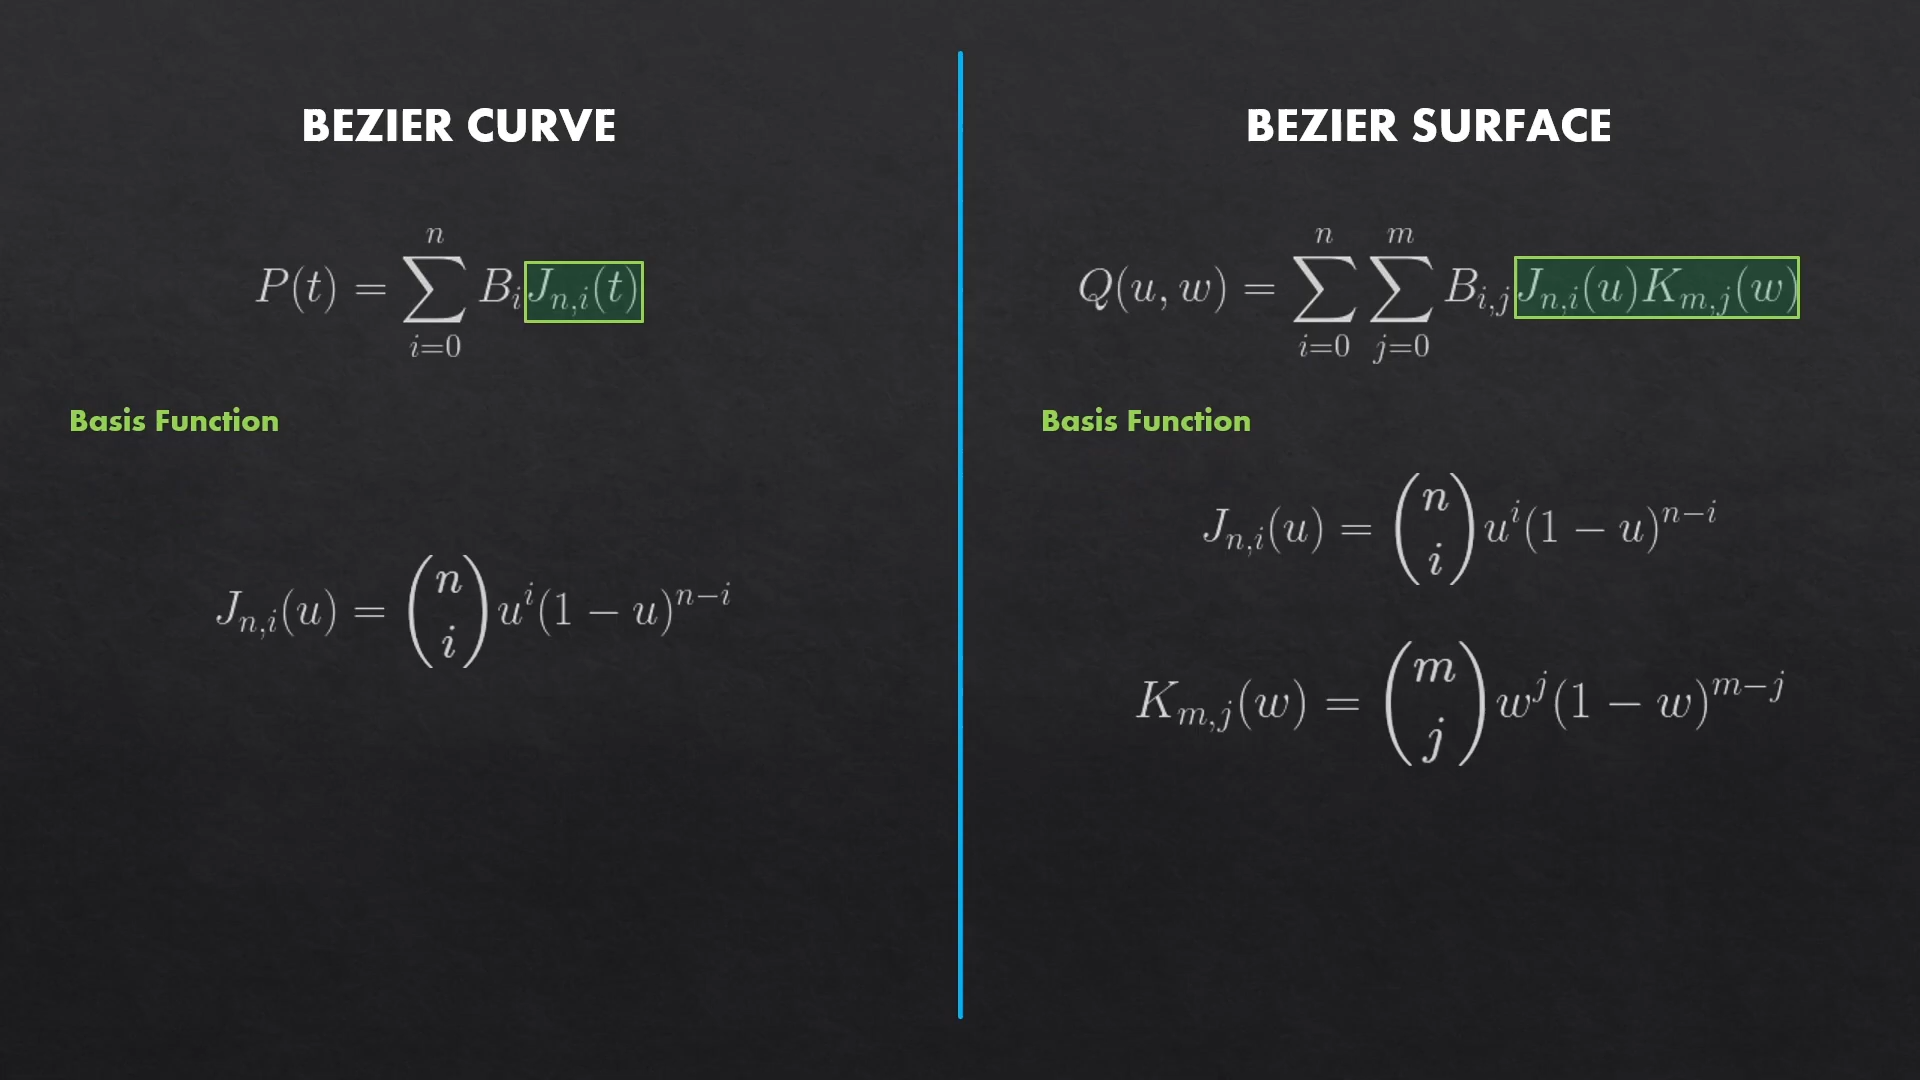 BEZIER CURVE
P(t) = \sum_{i=0}^{n} B_i J_{n,i}(t)
Basis Function
J_{n,i}(u) = \binom{n}{i} u^i (1 - u)^{n-i}
BEZIER SURFACE
Q(u, w) = \sum_{i=0}^{n} \sum_{j=0}^{m} B_{i,j} J_{n,i}(u) K_{m,j}(w)
Basis Function
J_{n,i}(u) = \binom{n}{i} u^i (1 - u)^{n-i}
K_{m,j}(w) = \binom{m}{j} w^j (1 - w)^{m-j}